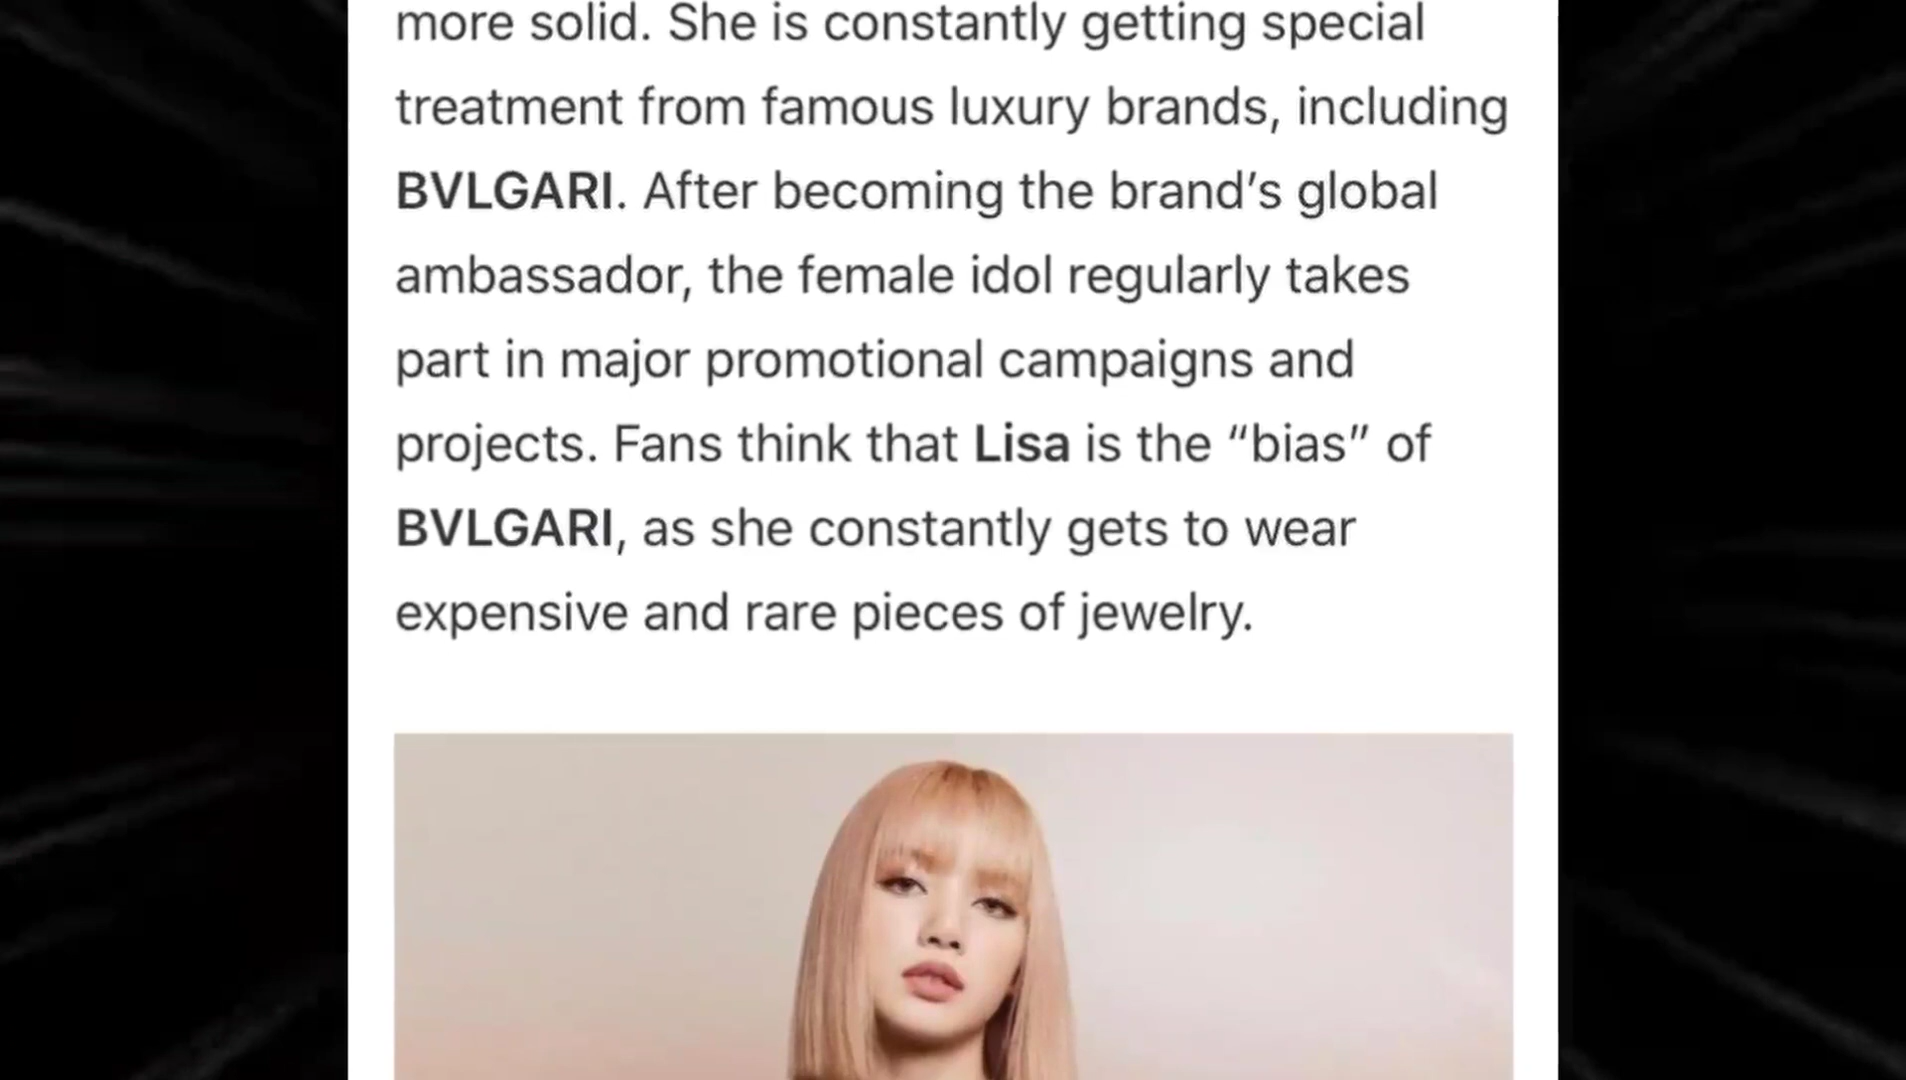 more solid. She is constantly getting special
treatment from famous luxury brands, including
BVLGARI. After becoming the brand’s global
ambassador, the female idol regularly takes
part in major promotional campaigns and
projects. Fans think that Lisa is the “bias” of
BVLGARI, as she constantly gets to wear
expensive and rare pieces of jewelry.